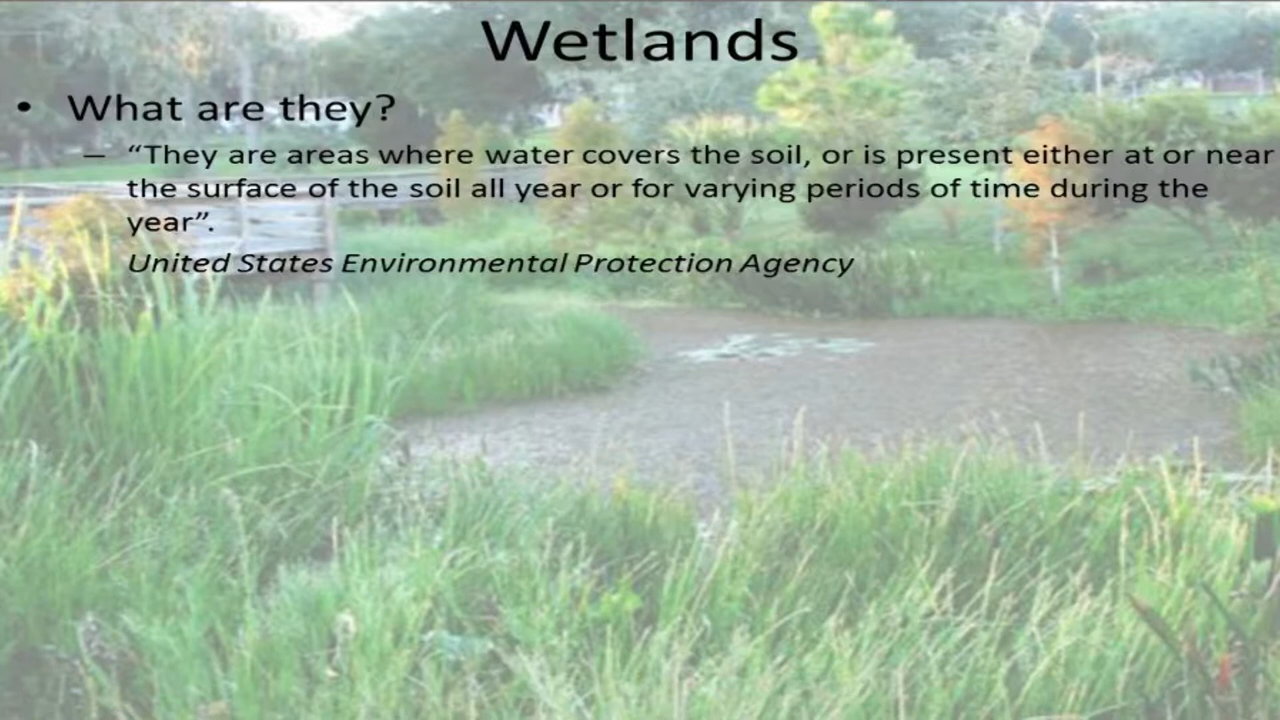 Wetlands
• What are they?
– “They are areas where water covers the soil, or is present either at or near
the surface of the soil all year or for varying periods of time during the
year”.
United States Environmental Protection Agency